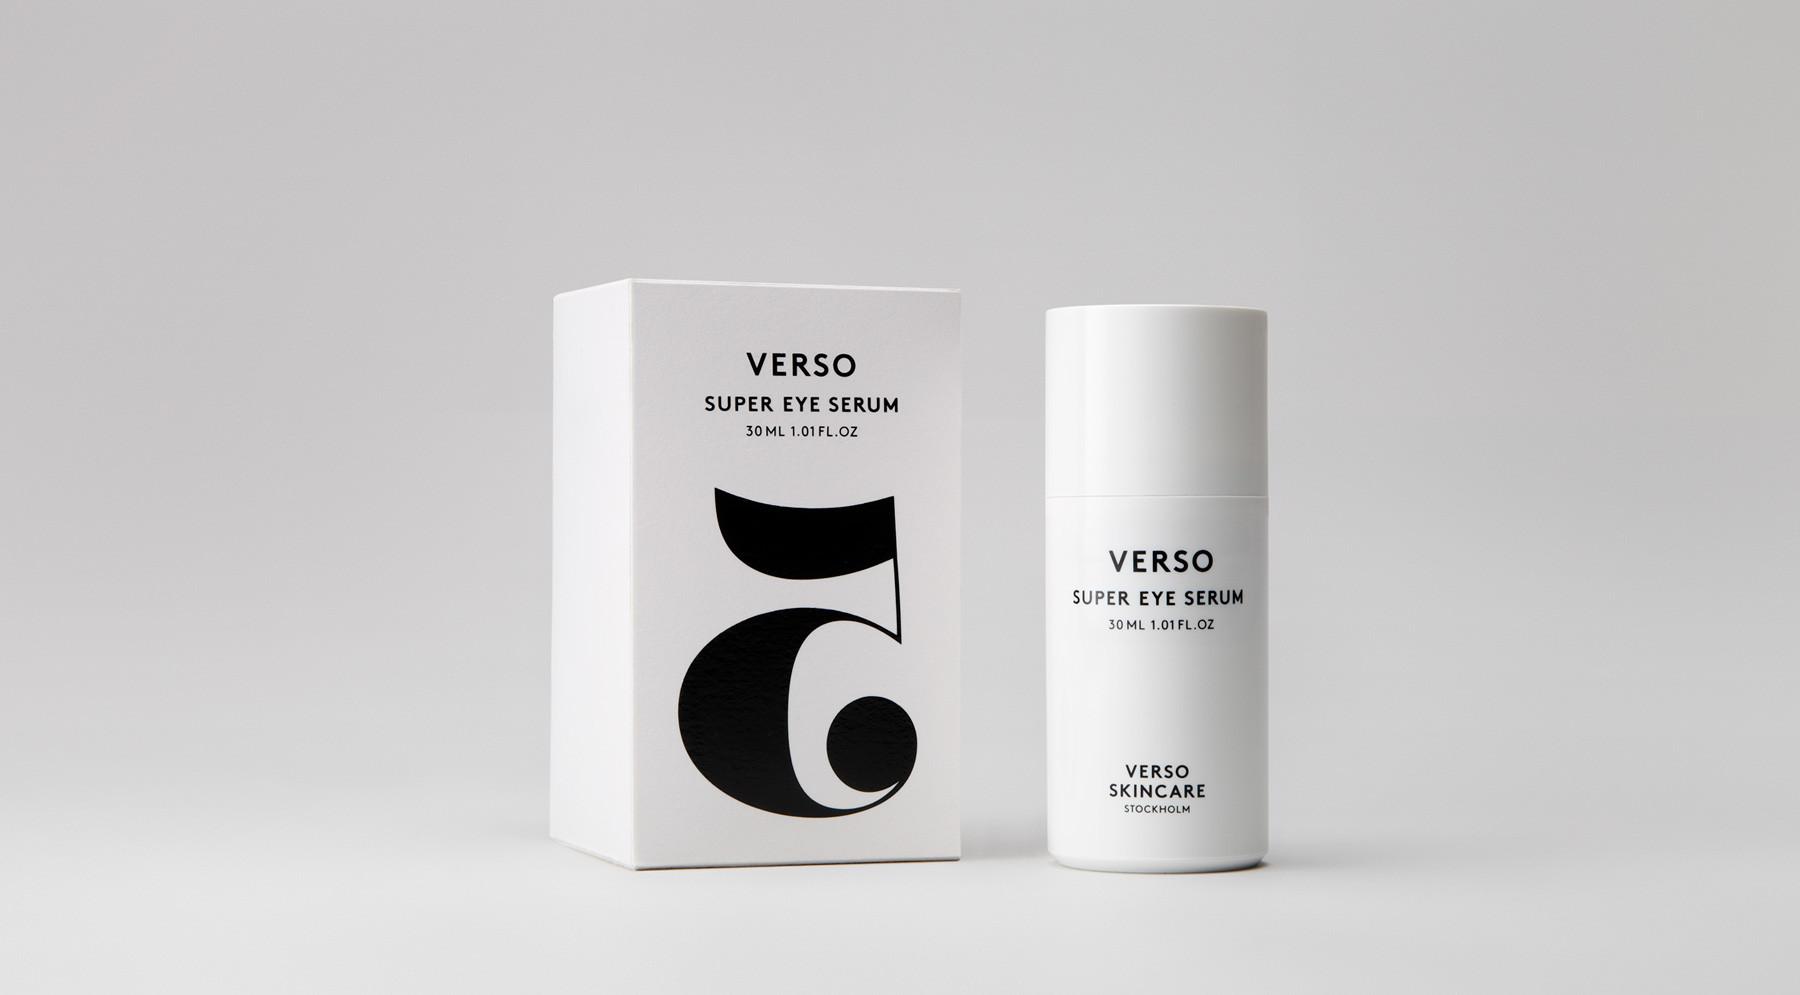 VERSO
SUPER EYE SERUM
30 ML 1.01 FL.OZ
5
VERSO
SUPER EYE SERUM
30 ML 1.01 FL.OZ
VERSO
SKINCARE
STOCKHOLM